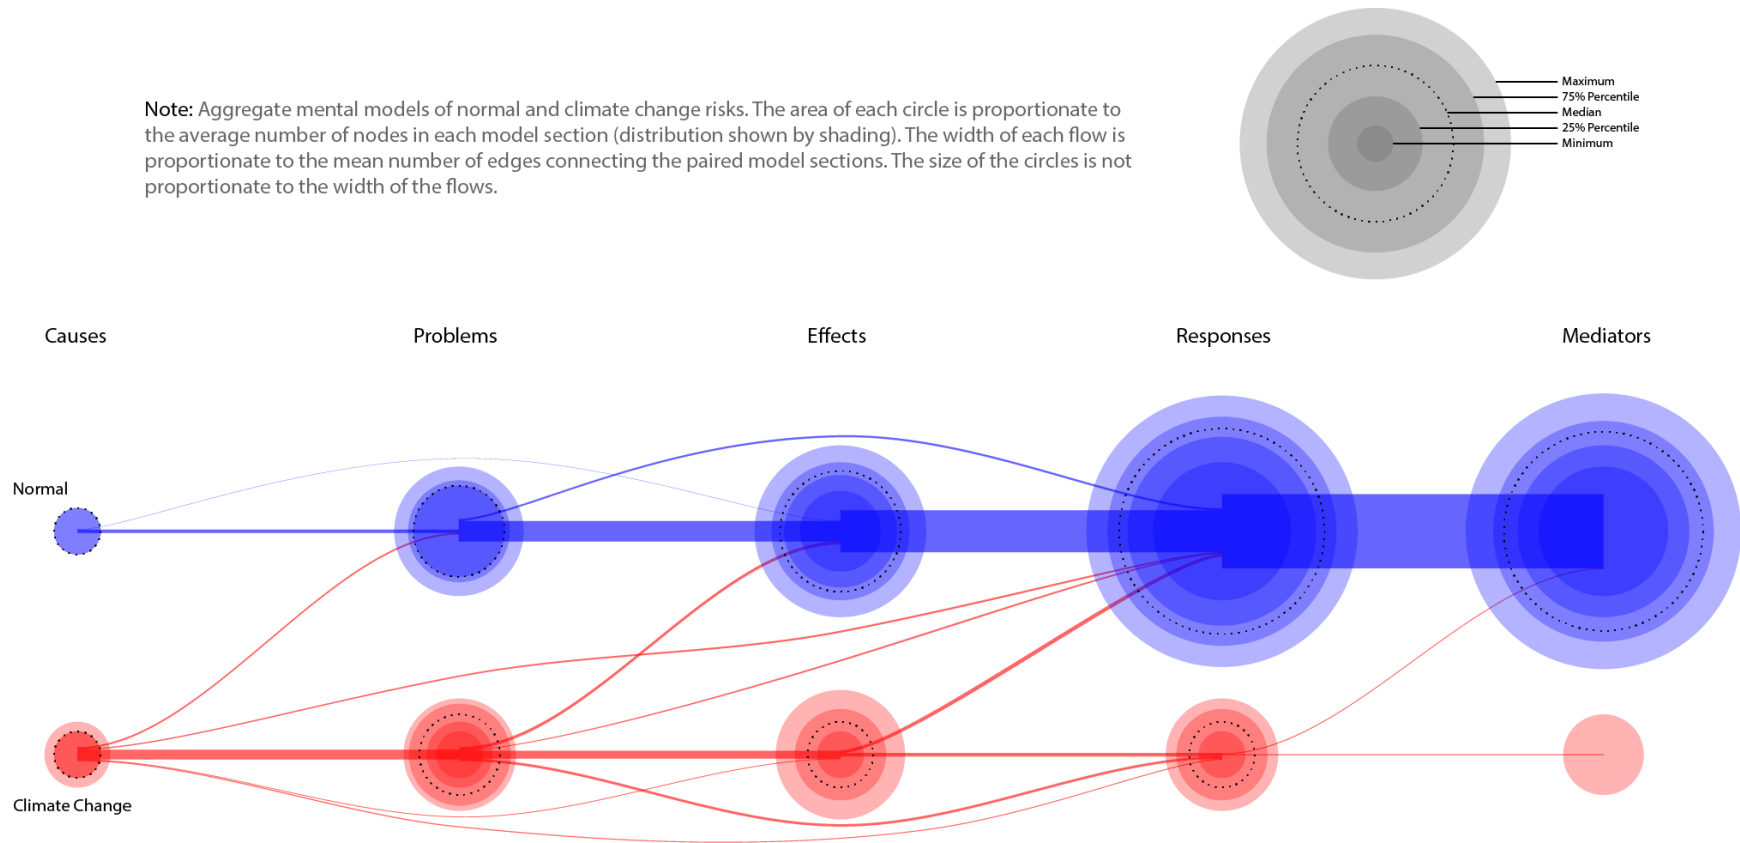 Note: Aggregate mental models of normal and climate change risks. The area of each circle is proportionate to
the average number of nodes in each model section (distribution shown by shading). The width of each flow is
proportionate to the mean number of edges connecting the paired model sections. The size of the circles is not
proportionate to the width of the flows.
Maximum
75% Percentile
Median
25% Percentile
Minimum
Causes
Problems
Effects
Responses
Mediators
Normal
Climate Change